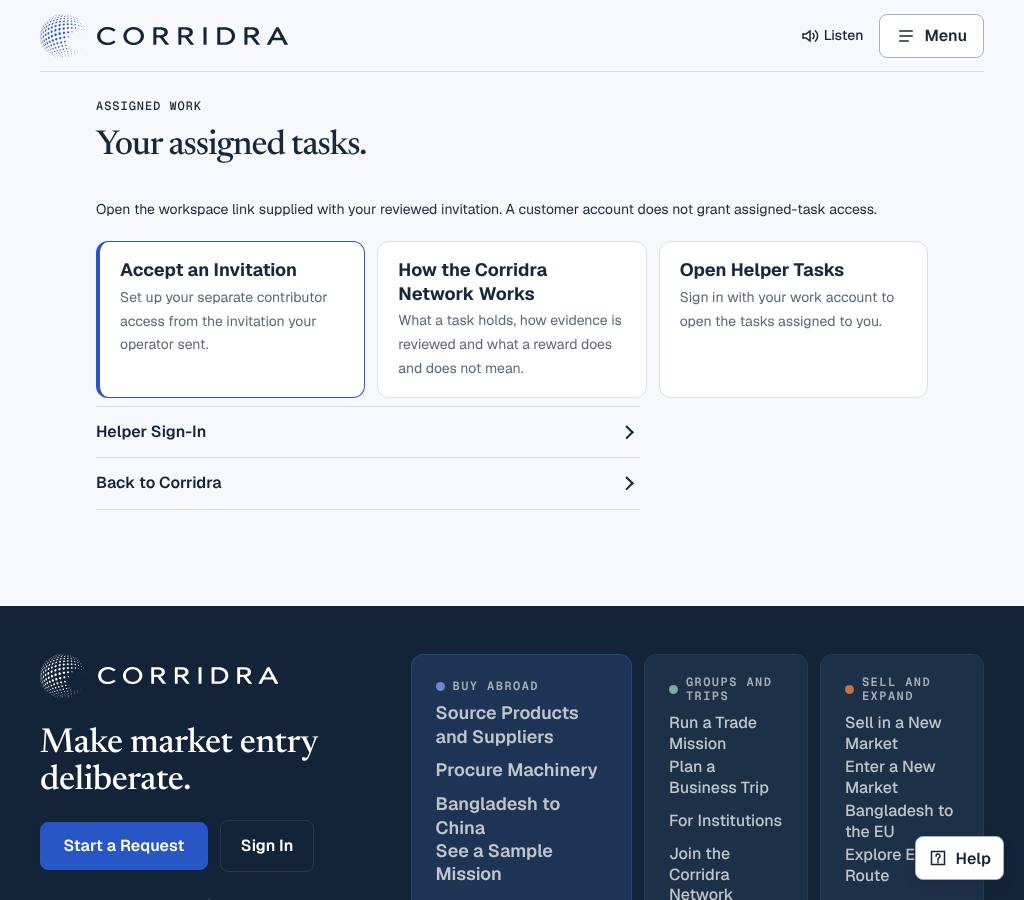 CORRIDRA
Listen
Menu
ASSIGNED WORK
Your assigned tasks.
Open the workspace link supplied with your reviewed invitation. A customer account does not grant assigned-task access.
Accept an Invitation
Set up your separate contributor
access from the invitation your
operator sent.
How the Corridra
Network Works
What a task holds, how evidence is
reviewed and what a reward does
and does not mean.
Open Helper Tasks
Sign in with your work account to
open the tasks assigned to you.
Helper Sign-In
Back to Corridra
CORRIDRA
Make market entry
deliberate.
Start a Request
Sign In
BUY ABROAD
Source Products
and Suppliers
Procure Machinery
Bangladesh to
China
See a Sample
Mission
GROUPS AND
TRIPS
Run a Trade
Mission
Plan a
Business Trip
For Institutions
Join the
Corridra
Network
SELL AND
EXPAND
Sell in a New
Market
Enter a New
Market
Bangladesh to
the EU
Explore
Route
Help